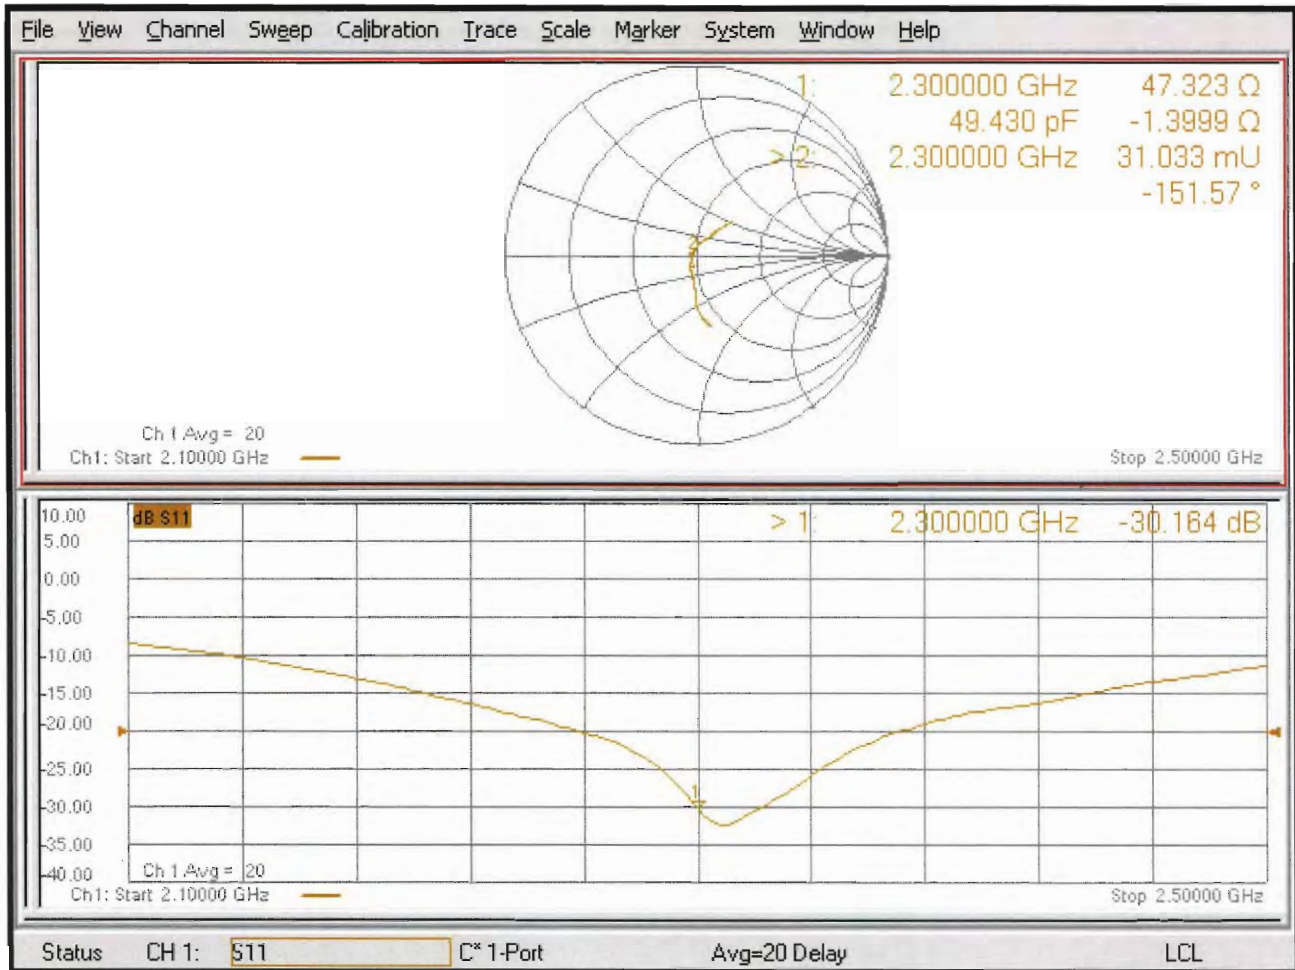 File View Channel Sweep Calibration Trace Scale Marker System Window Help
1: 2.300000 GHz 47.323 Ω
49.430 pF -1.3999 Ω
> 2: 2.300000 GHz 31.033 mU
-151.57 °
2
Ch 1 Avg = 20
Ch1: Start 2.10000 GHz
Stop 2.50000 GHz
10.00
dB S11
> 1: 2.300000 GHz -30.164 dB
5.00
0.00
-5.00
-10.00
-15.00
-20.00
-25.00
-30.00
1
-35.00
-40.00
Ch 1 Avg = 20
Ch1: Start 2.10000 GHz
Stop 2.50000 GHz
Status CH 1: S11 C* 1-Port Avg=20 Delay LCL